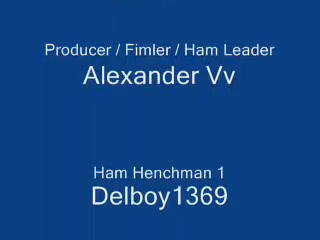 Producer / Fimler / Ham Leader
Alexander Vv
Ham Henchman 1
Delboy1369